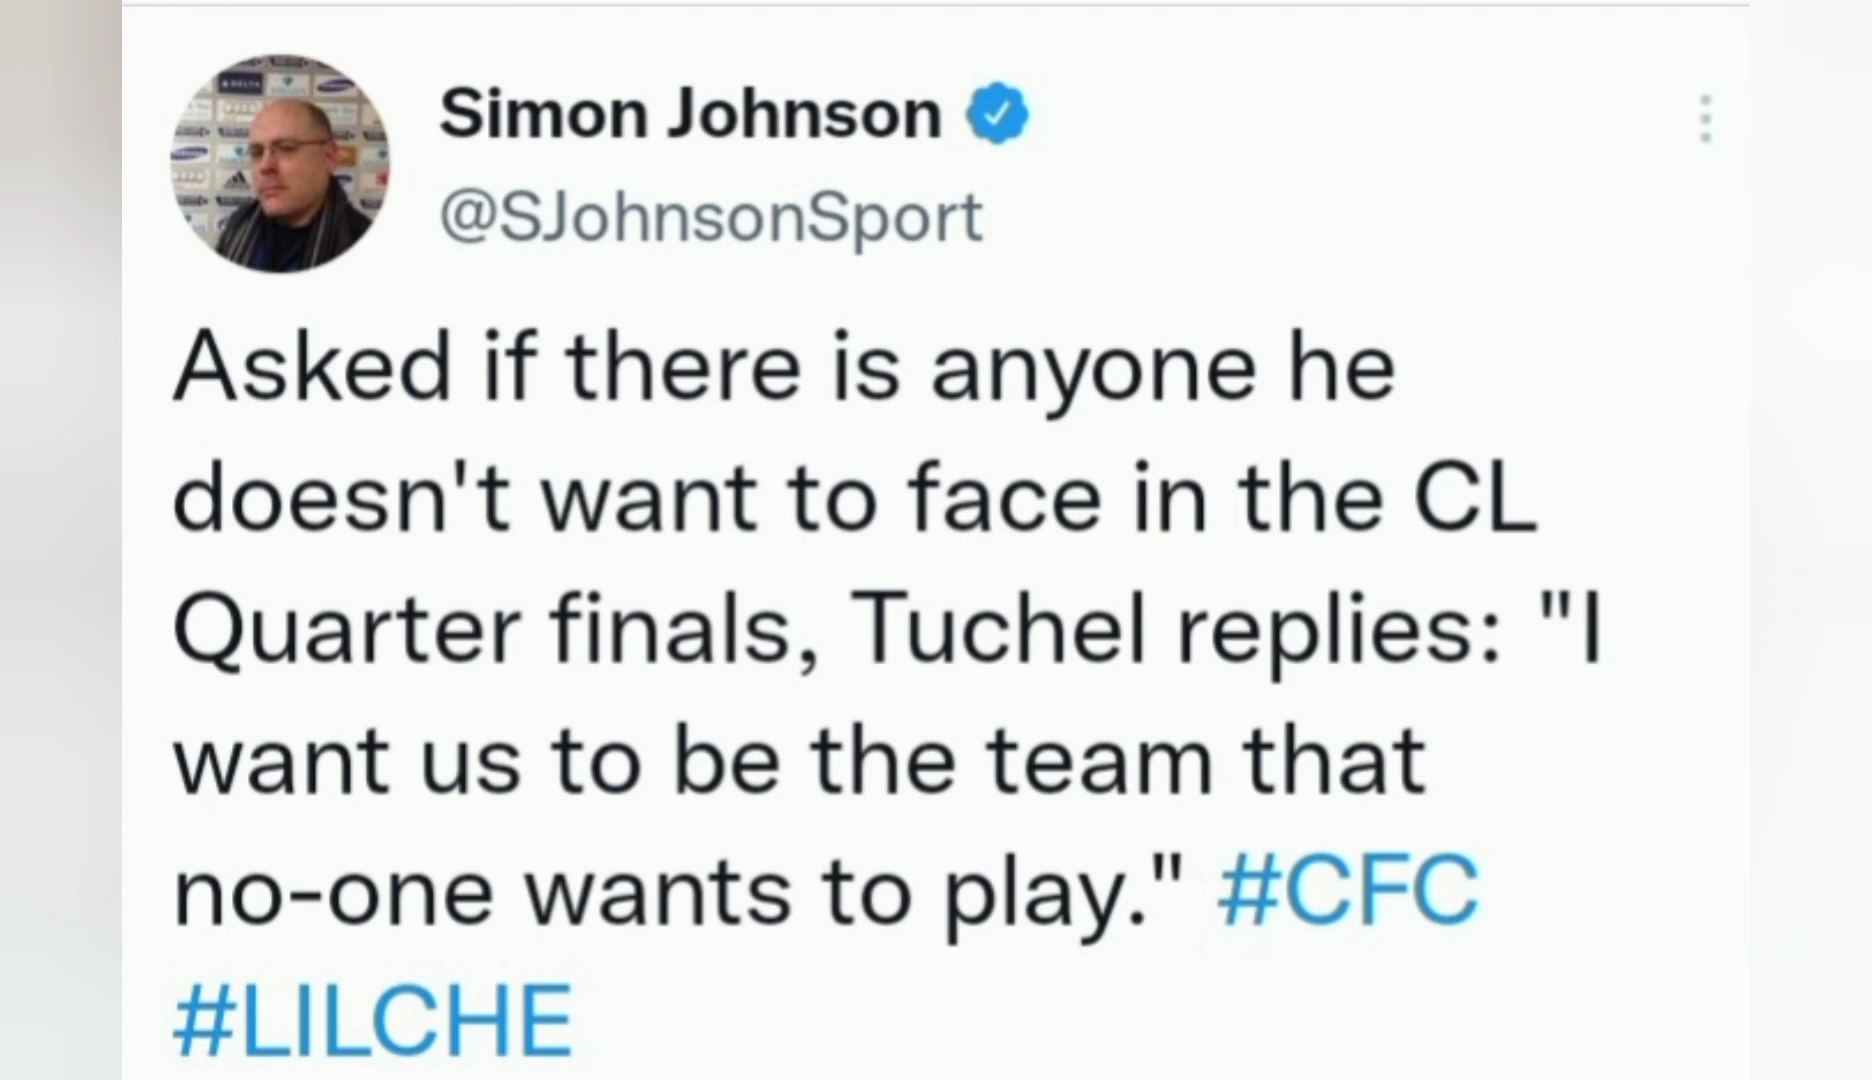 Simon Johnson
@SJohnsonSport
Asked if there is anyone he
doesn't want to face in the CL
Quarter finals, Tuchel replies: "I
want us to be the team that
no-one wants to play." #CFC
#LILCHE